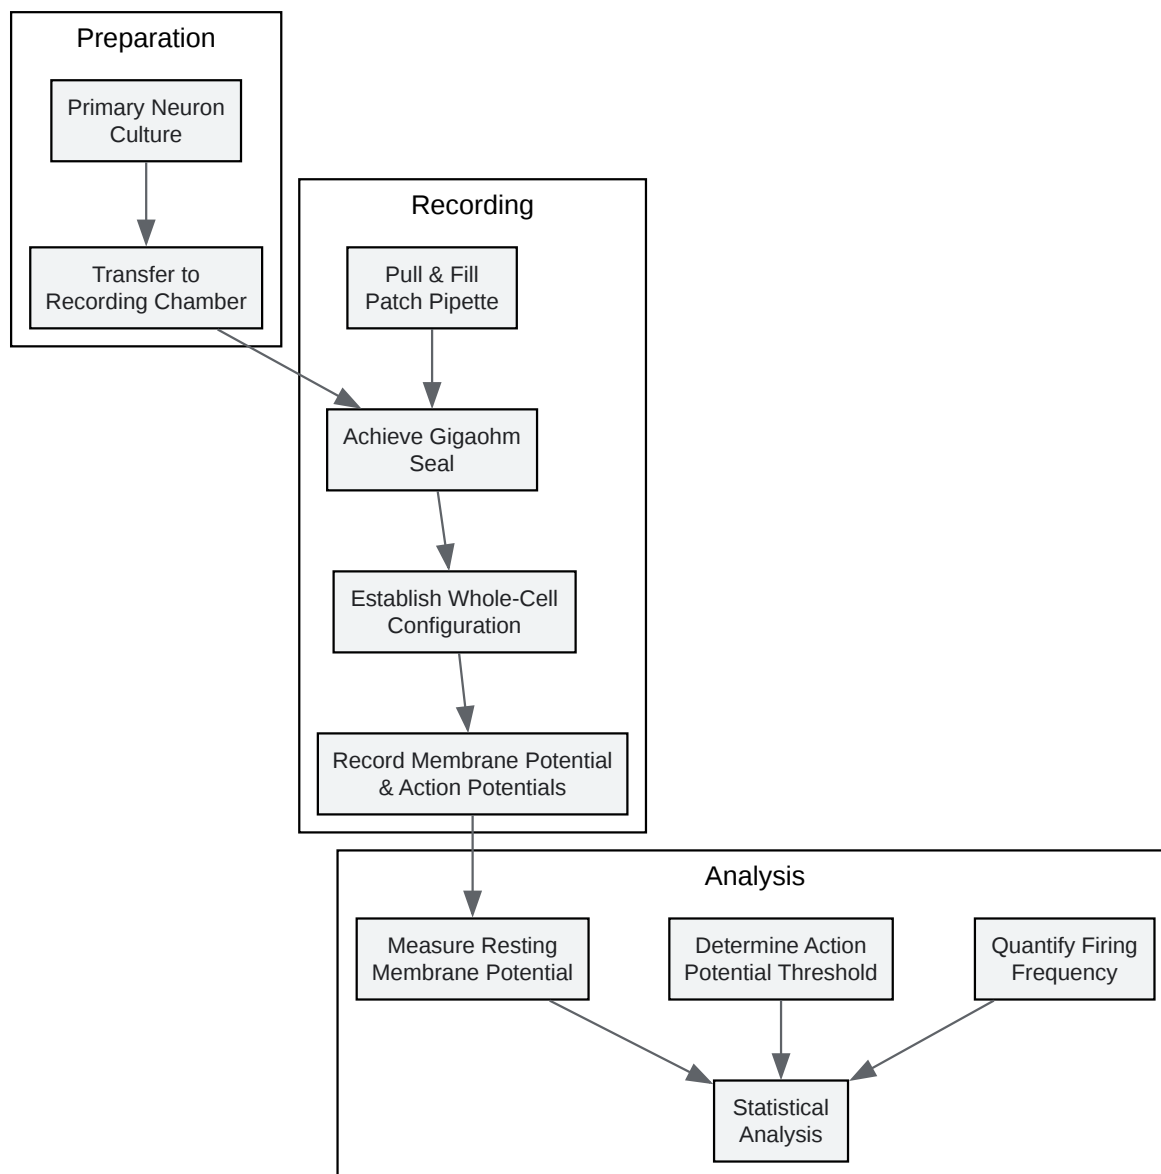 Preparation
Primary Neuron
Culture
Transfer to
Recording Chamber
Recording
Pull & Fill
Patch Pipette
Achieve Gigaohm
Seal
Establish Whole-Cell
Configuration
Record Membrane Potential
& Action Potentials
Analysis
Measure Resting
Membrane Potential
Determine Action
Potential Threshold
Quantify Firing
Frequency
Statistical
Analysis